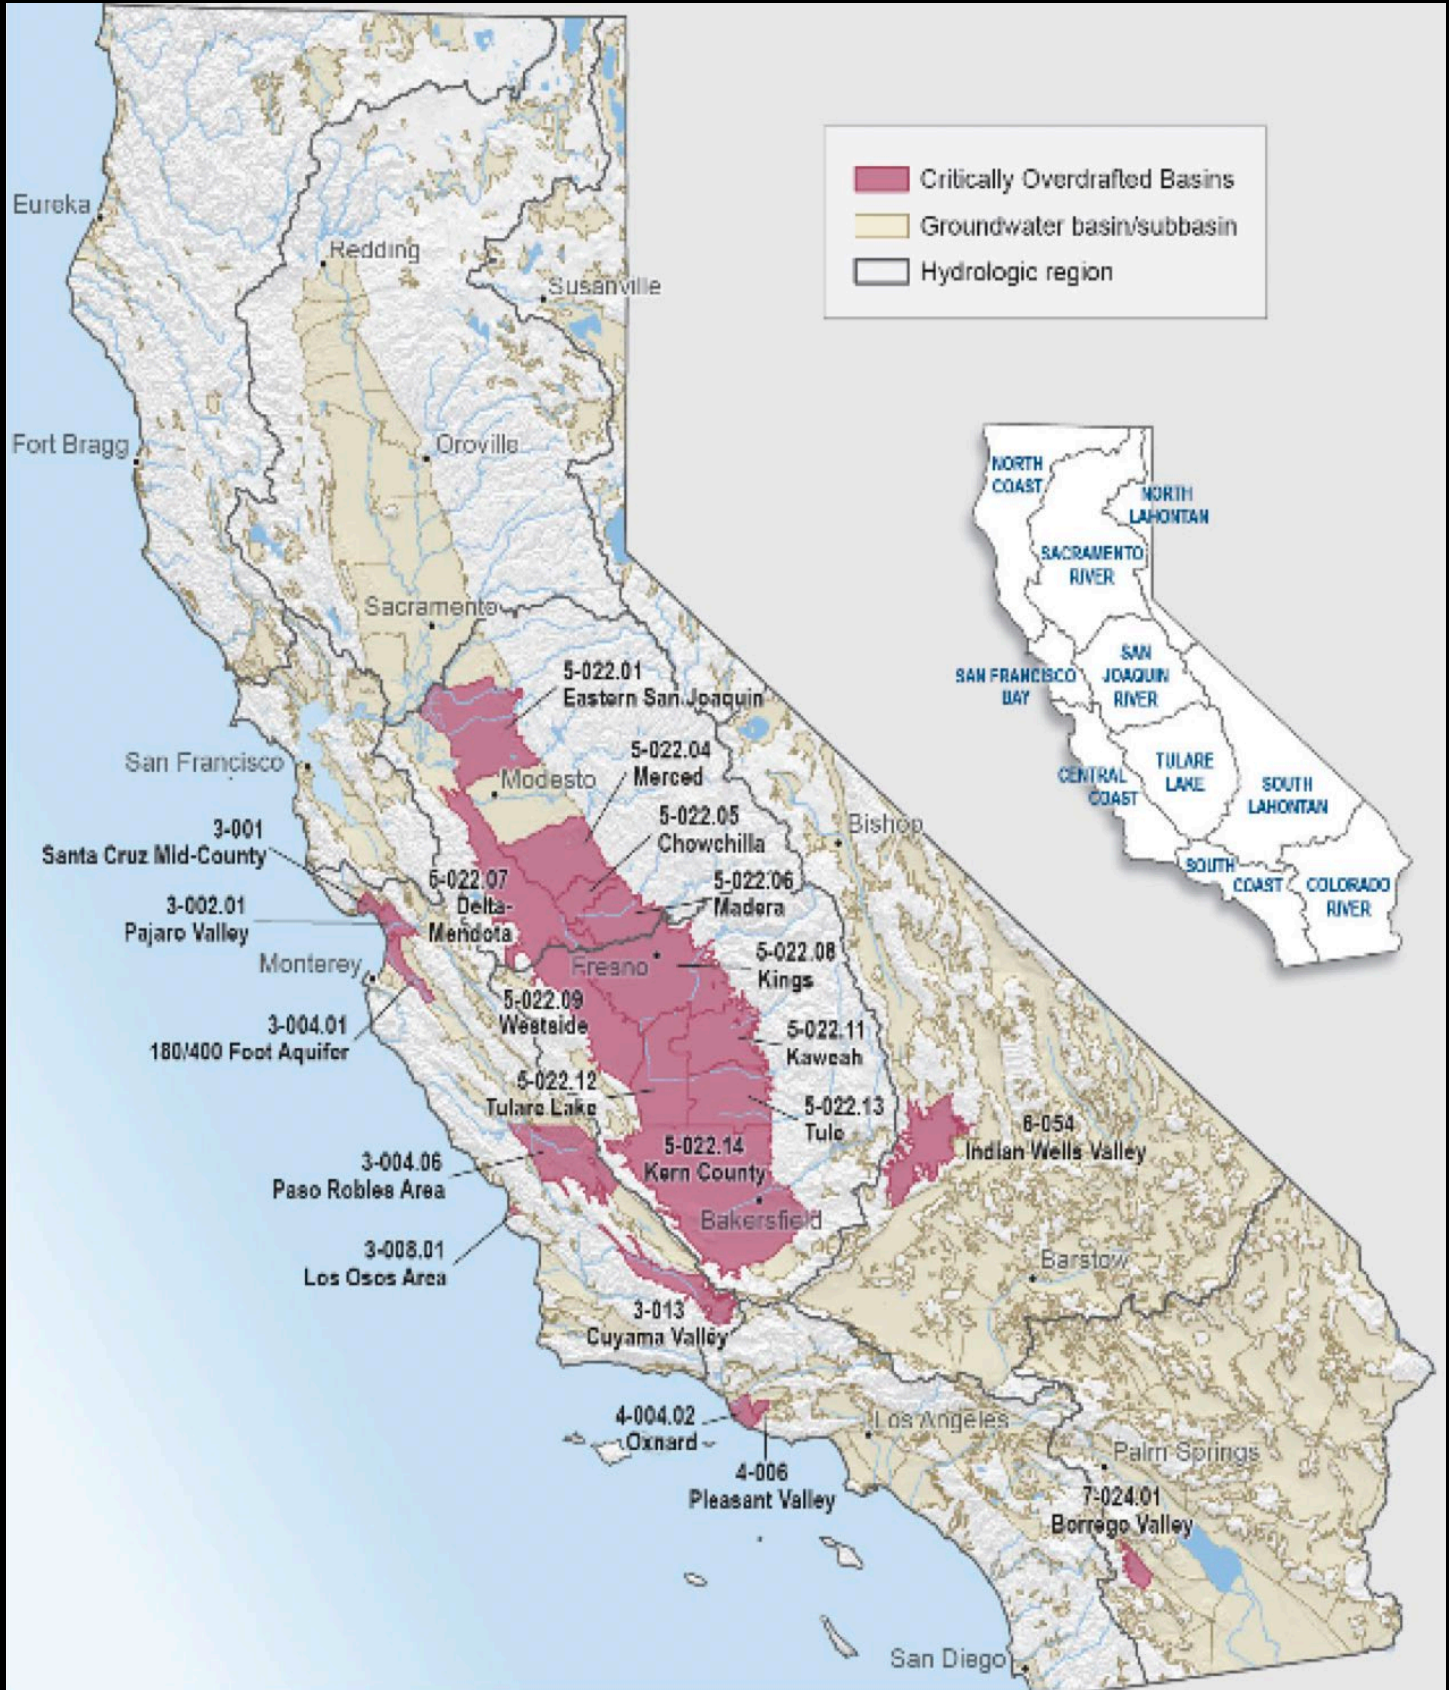 Critically Overdrafted Basins
Groundwater basin/subbasin
Hydrologic region
Eureka
Redding
Susanville
Fort Bragg
Oroville
Sacramento
5-022.01
Eastern San Joaquin
San Francisco
Modesto
5-022.04
Merced
5-022.05
Chowchilla
Bishop
3-001
Santa Cruz Mid-County
5-022.07
Delta-
Mendota
5-022.06
Madera
3-002.01
Pajaro Valley
Monterey
Fresno
5-022.08
Kings
5-022.09
Westside
3-004.01
180/400 Foot Aquifer
5-022.11
Kaweah
5-022.12
Tulare Lake
5-022.13
Tule
5-022.14
Kern County
6-054
Indian Wells Valley
3-004.06
Paso Robles Area
Bakersfield
3-008.01
Los Osos Area
Barstow
3-013
Cuyama Valley
4-004.02
Oxnard
Los Angeles
4-006
Pleasant Valley
Palm Springs
7-024.01
Borrego Valley
San Diego
NORTH
COAST
NORTH
LAHONTAN
SACRAMENTO
RIVER
SAN FRANCISCO
BAY
SAN
JOAQUIN
RIVER
CENTRAL
COAST
TULARE
LAKE
SOUTH
LAHONTAN
SOUTH
COAST
COLORADO
RIVER